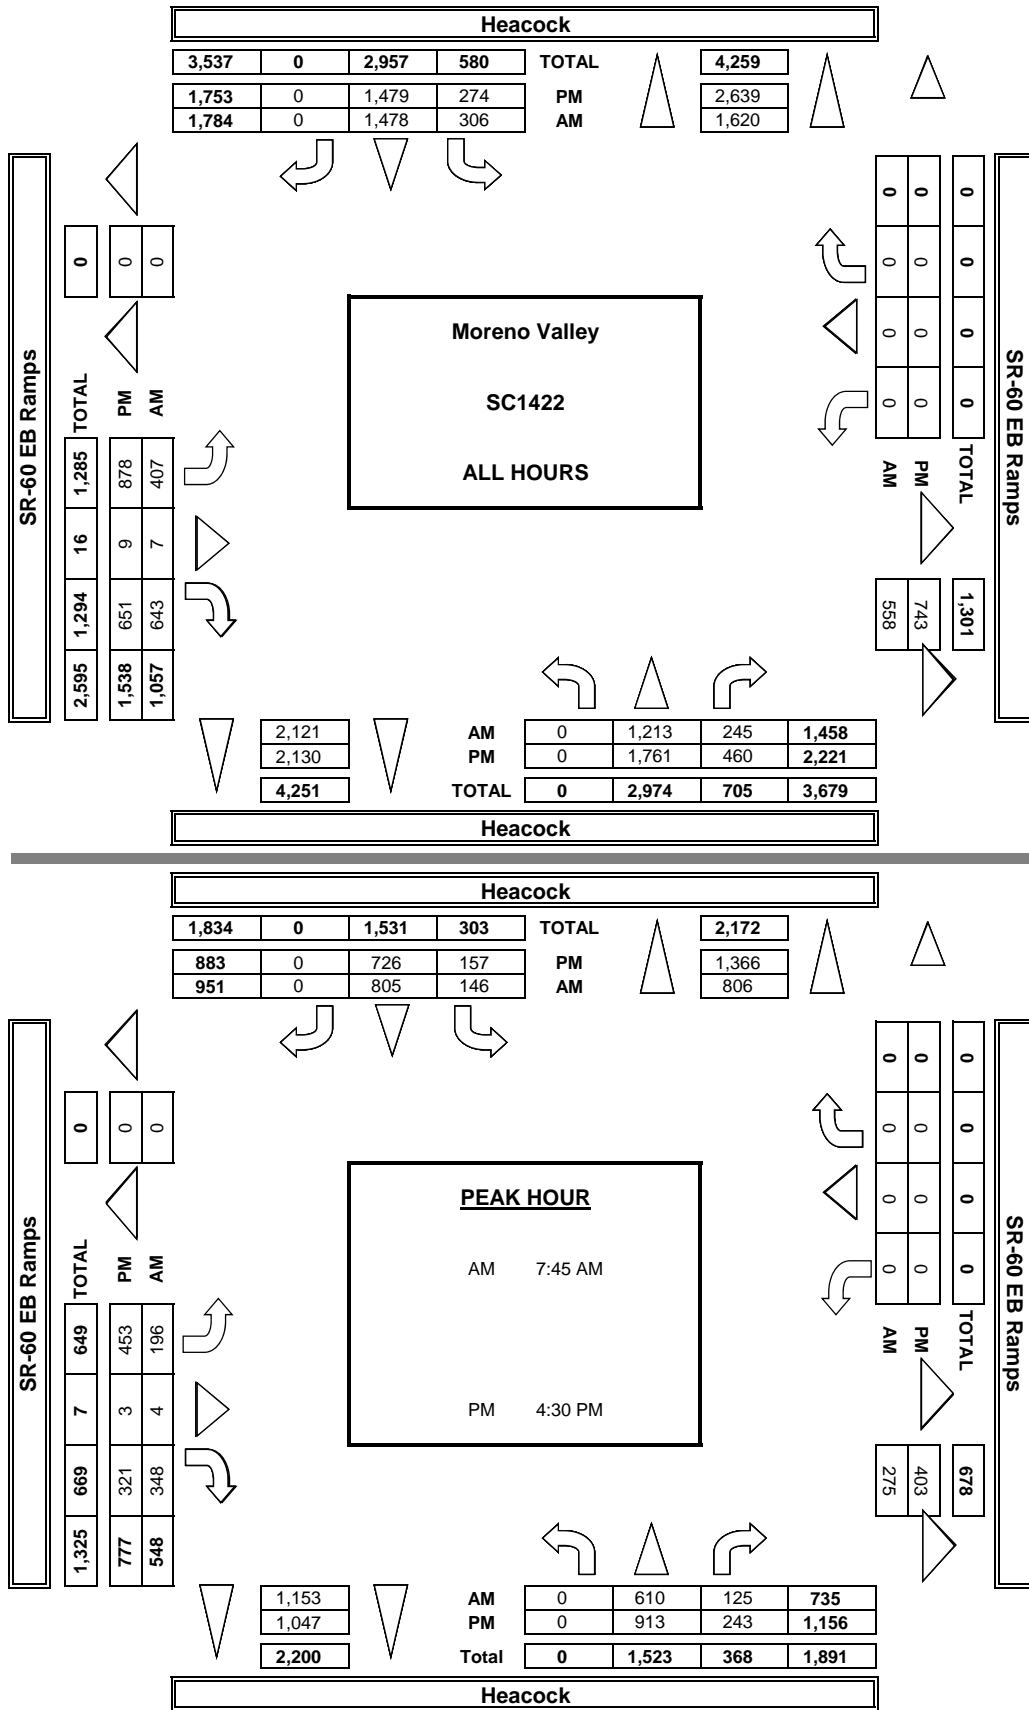 Heacock
3,537 0 2,957 580 TOTAL 4,259
1,753 0 1,479 274 PM 2,639
1,784 0 1,478 306 AM 1,620
SR-60 EB Ramps
0 TOTAL 1,285 16 1,294 2,595
0 PM 878 9 651 1,538
0 AM 407 7 643 1,057
Moreno Valley
SC1422
ALL HOURS
0 0 0 0 TOTAL 1,301
0 0 0 0 PM 743
0 0 0 0 AM 558
SR-60 EB Ramps
2,121 AM 0 1,213 245 1,458
2,130 PM 0 1,761 460 2,221
4,251 TOTAL 0 2,974 705 3,679
Heacock
Heacock
1,834 0 1,531 303 TOTAL 2,172
883 0 726 157 PM 1,366
951 0 805 146 AM 806
SR-60 EB Ramps
0 TOTAL 649 7 669 1,325
0 PM 453 3 321 777
0 AM 196 4 348 548
PEAK HOUR
AM 7:45 AM
PM 4:30 PM
0 0 0 0 TOTAL 678
0 0 0 0 PM 403
0 0 0 0 AM 275
SR-60 EB Ramps
1,153 AM 0 610 125 735
1,047 PM 0 913 243 1,156
2,200 Total 0 1,523 368 1,891
Heacock